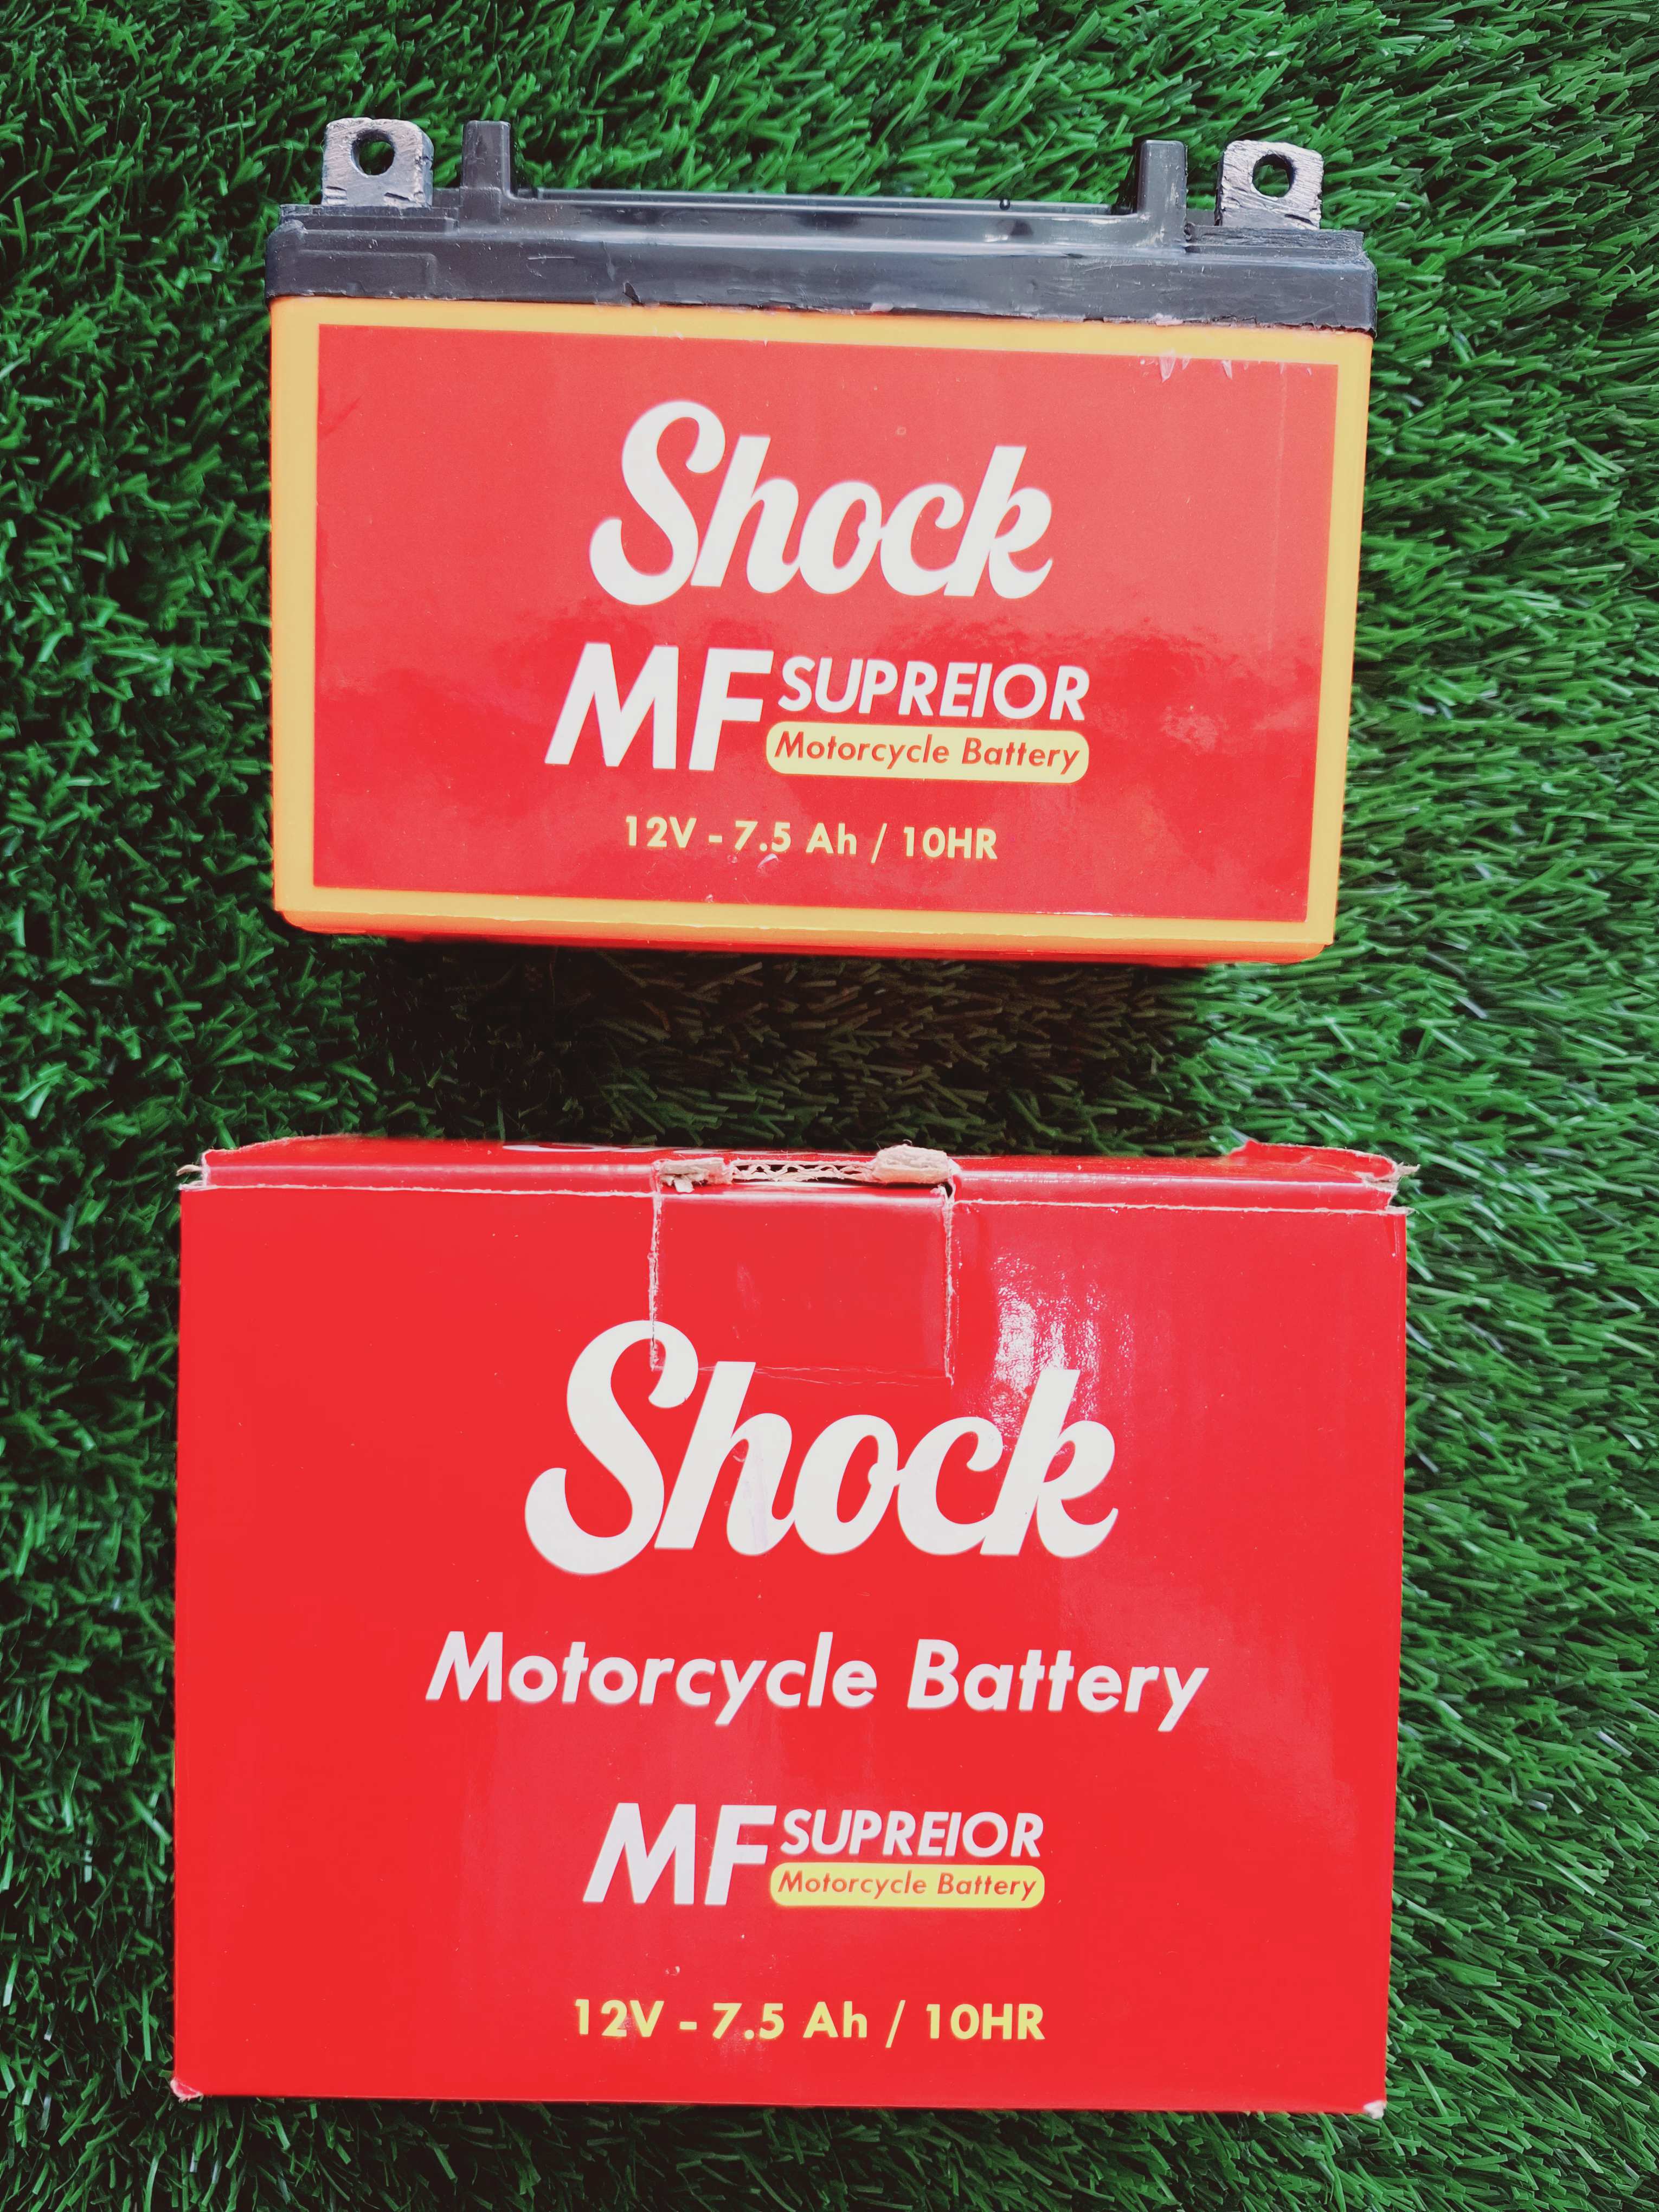 Shock
MF SUPREIOR
Motorcycle Battery
12V - 7.5 Ah / 10HR
Shock
Motorcycle Battery
MF SUPREIOR
Motorcycle Battery
12V - 7.5 Ah / 10HR